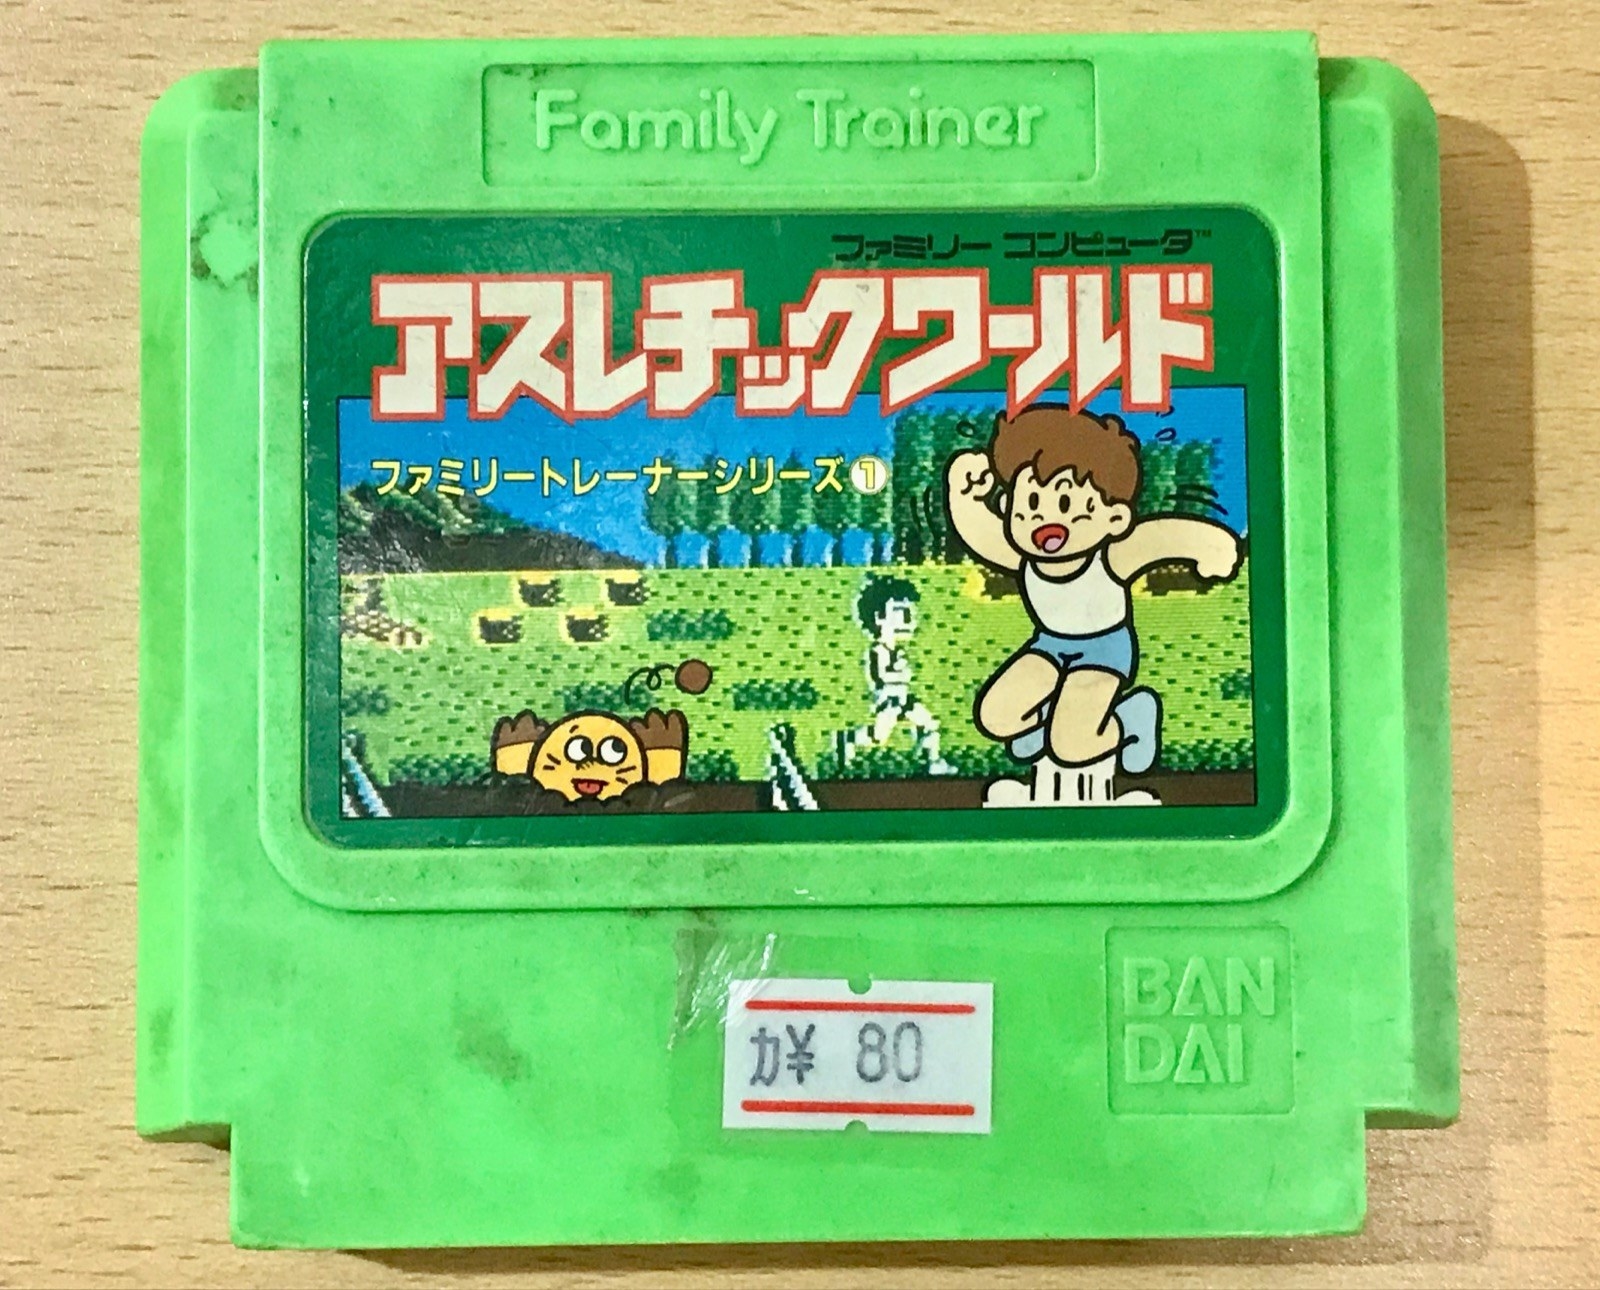 Family Trainer
ファミリー コンピュータ™
アスレチックワールド
ファミリートレーナーシリーズ①
カ¥ 80
BAN
DAI